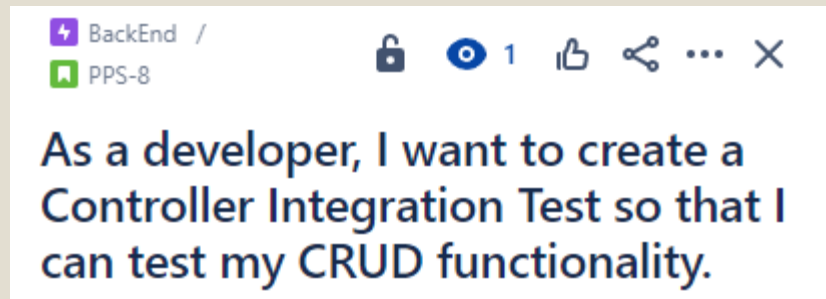 BackEnd /
1
PPS-8
As a developer, I want to create a
Controller Integration Test so that I
can test my CRUD functionality.